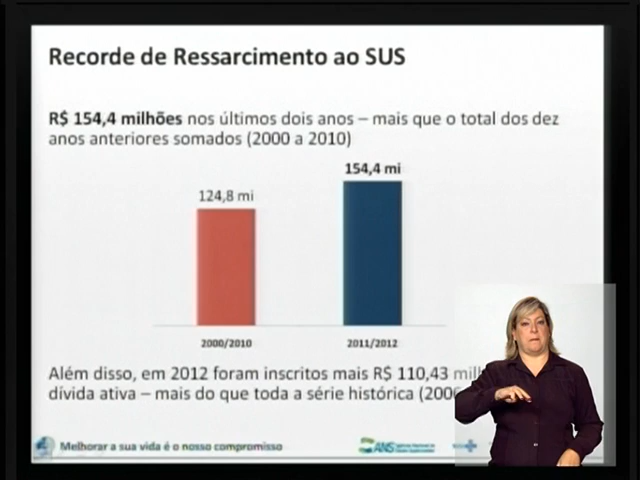 Recorde de Ressarcimento ao SUS
R$ 154,4 milhões nos últimos dois anos – mais que o total dos dez
anos anteriores somados (2000 a 2010)
154,4 mi
124,8 mi
2000/2010
2011/2012
Além disso, em 2012 foram inscritos mais R$ 110,43
dívida ativa – mais do que toda a série histórica
Melhorar a sua vida é o nosso compromisso
ANS